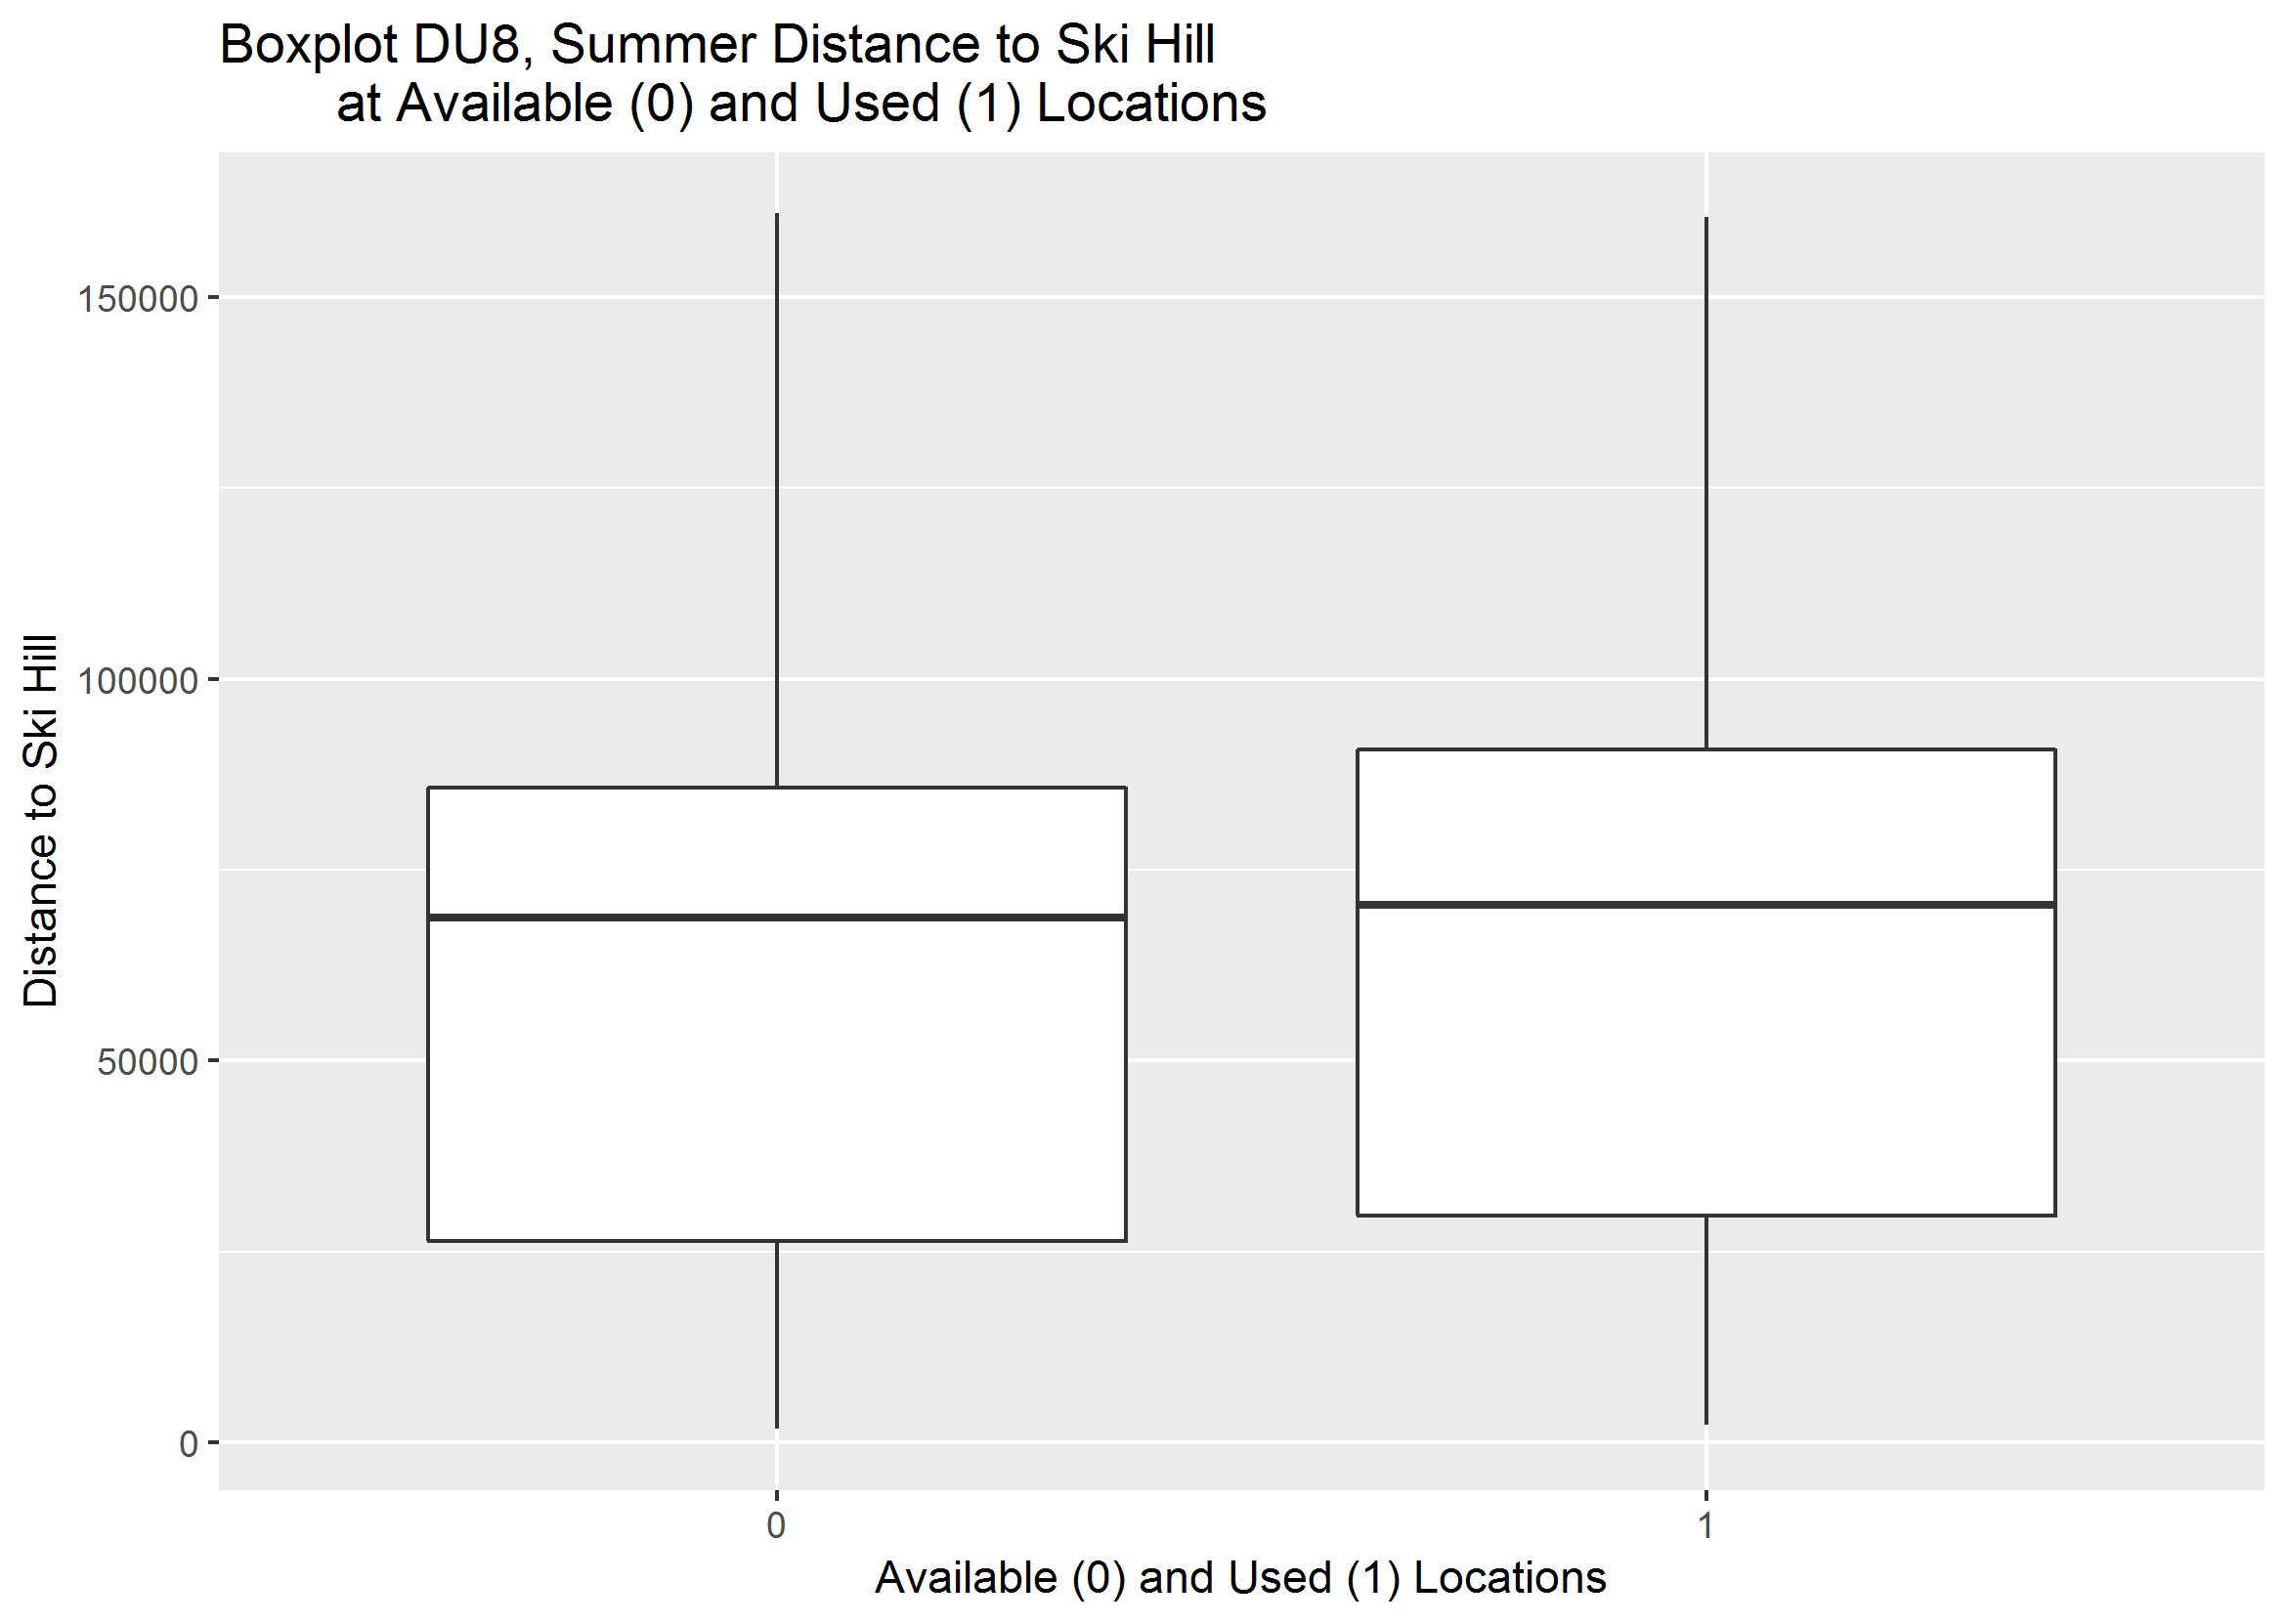 Boxplot DU8, Summer Distance to Ski Hill
at Available (0) and Used (1) Locations
Distance to Ski Hill
150000
100000
50000
0
0
1
Available (0) and Used (1) Locations